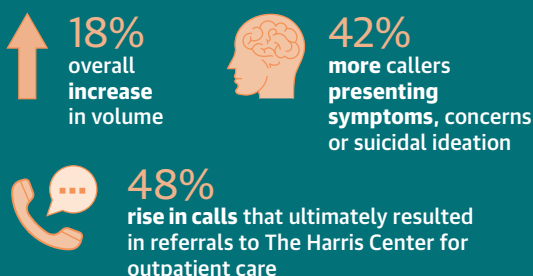 18%
overall
increase
in volume
42%
more callers
presenting
symptoms, concerns
or suicidal ideation
48%
rise in calls that ultimately resulted
in referrals to The Harris Center for
outpatient care